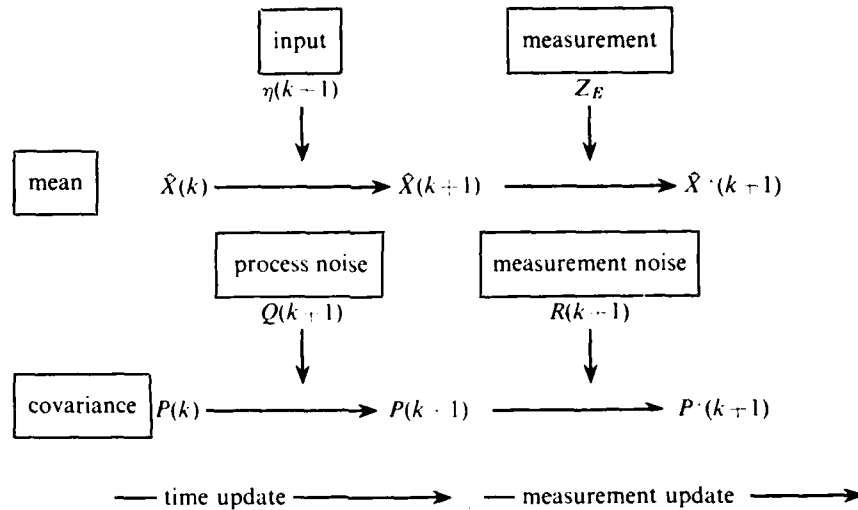 input
measurement
η(k−1)
Z_E
mean
X̂(k)
X̂(k+1)
X̂·(k+1)
process noise
measurement noise
Q(k+1)
R(k−1)
covariance
P(k)
P(k·1)
P·(k+1)
time update
measurement update